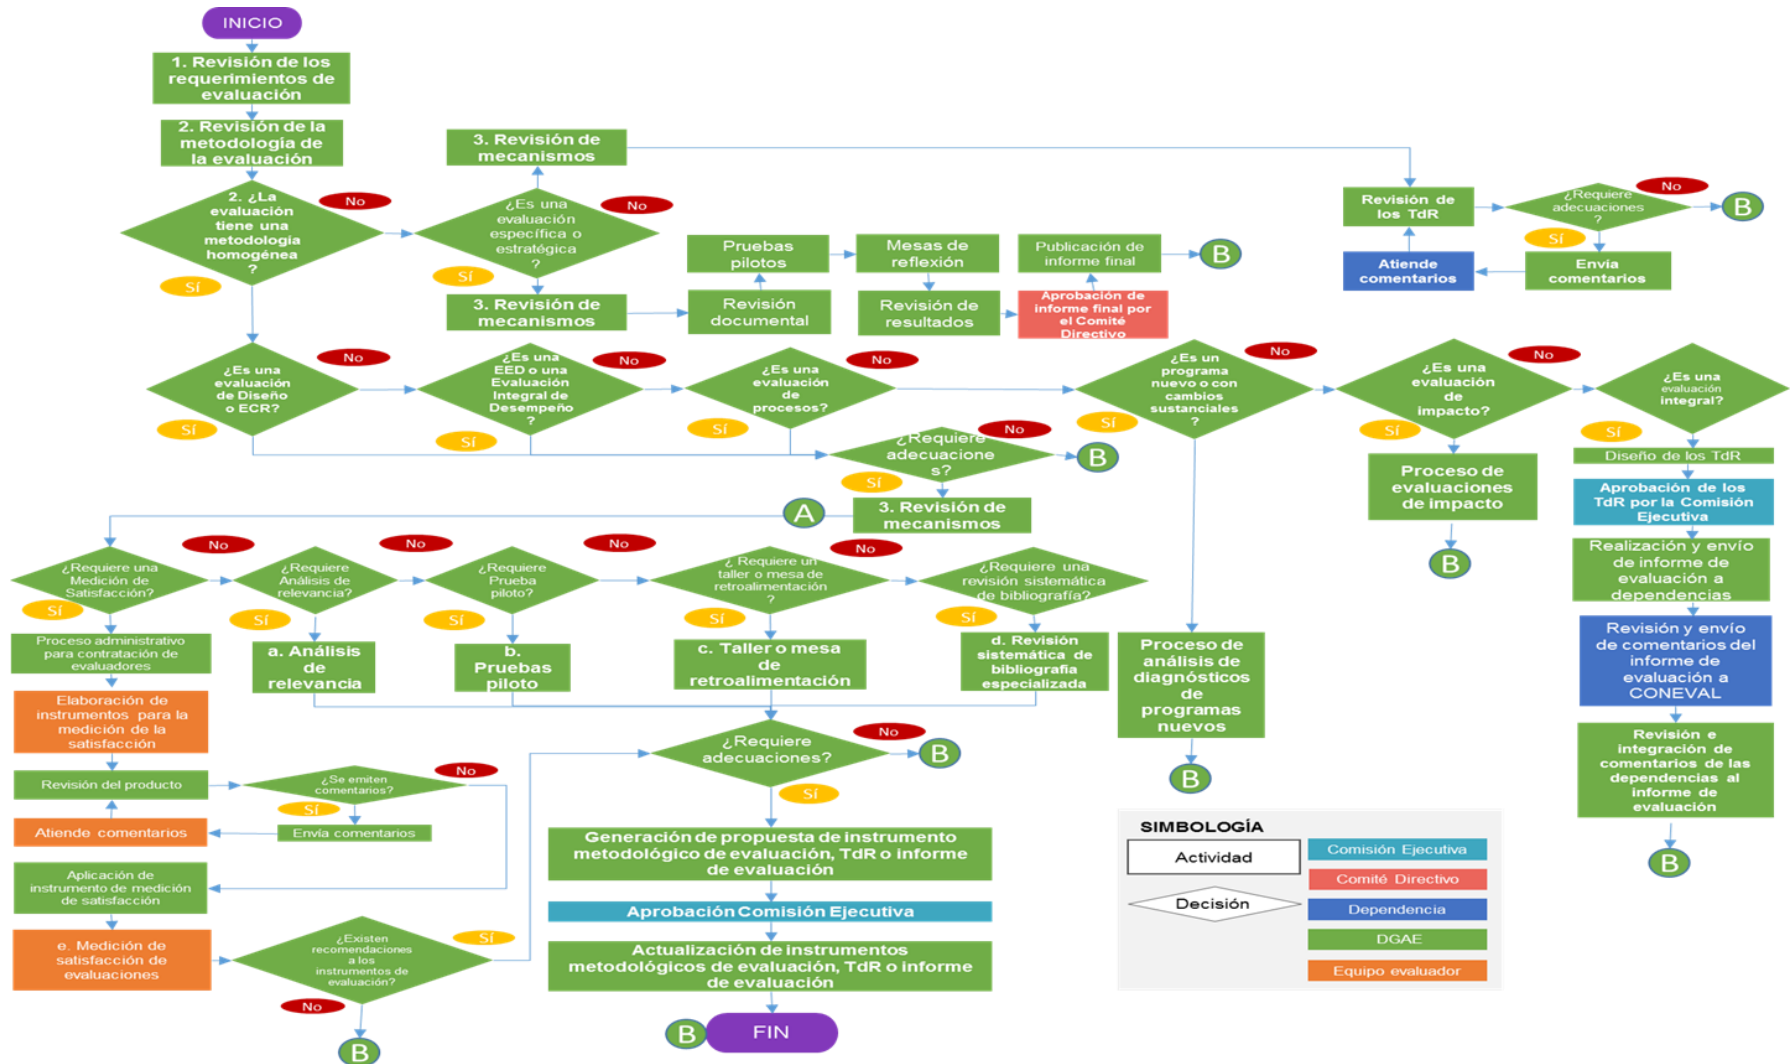 INICIO
1. Revisión de los
requerimientos de
evaluación
2. Revisión de la
metodología de
la evaluación
2. ¿La
evaluación
tiene una
metodología
homogénea
?
No
Sí
3. Revisión de
mecanismos
¿Es una
evaluación
específica o
estratégica
?
No
Sí
3. Revisión de
mecanismos
Revisión
documental
Pruebas
pilotos
Mesas de
reflexión
Revisión de
resultados
Aprobación de
informe final por
el Comité
Directivo
Publicación de
informe final
B
Revisión de
los TdR
¿Requiere
adecuaciones
?
No
B
Sí
Envía
comentarios
Atiende
comentarios
¿Es una
evaluación
de Diseño
o ECR?
No
Sí
¿Es una
EED o una
Evaluación
Integral de
Desempeño
?
No
Sí
¿Es una
evaluación
de
procesos?
No
Sí
¿Es un
programa
nuevo o con
cambios
sustanciales
?
No
Sí
¿Es una
evaluación
de
impacto?
No
Sí
¿Es una
evaluación
integral?
Sí
¿Requiere
adecuacione
s?
No
B
Sí
3. Revisión de
mecanismos
A
Proceso de
evaluaciones
de impacto
B
Diseño de los TdR
Aprobación de los
TdR por la Comisión
Ejecutiva
Realización y envío
de informe de
evaluación a
dependencias
Revisión y envío
de comentarios del
informe de
evaluación a
CONEVAL
Revisión e
integración de
comentarios de las
dependencias al
informe de
evaluación
B
¿Requiere una
Medición de
Satisfacción?
No
Sí
¿Requiere
Análisis de
relevancia?
No
Sí
¿Requiere
Prueba
piloto?
No
Sí
¿ Requiere un
taller o mesa de
retroalimentación
?
No
Sí
¿Requiere una
revisión sistemática
de bibliografía?
Sí
Proceso administrativo
para contratación de
evaluadores
a. Análisis
de
relevancia
b.
Pruebas
piloto
c. Taller o mesa
de
retroalimentación
d. Revisión
sistemática de
bibliografía
especializada
Proceso de
análisis de
diagnósticos
de
programas
nuevos
B
Elaboración de
instrumentos para la
medición de la
satisfacción
Revisión del producto
¿Se emiten
comentarios?
No
Sí
Envía comentarios
Atiende comentarios
Aplicación de
instrumento de medición
de satisfacción
e. Medición de
satisfacción de
evaluaciones
¿Existen
recomendaciones
a los
instrumentos de
evaluación?
Sí
No
B
¿Requiere
adecuaciones?
No
B
Sí
Generación de propuesta de instrumento
metodológico de evaluación, TdR o informe
de evaluación
Aprobación Comisión Ejecutiva
Actualización de instrumentos
metodológicos de evaluación, TdR o informe
de evaluación
B
FIN
SIMBOLOGÍA
Actividad
Decisión
Comisión Ejecutiva
Comité Directivo
Dependencia
DGAE
Equipo evaluador